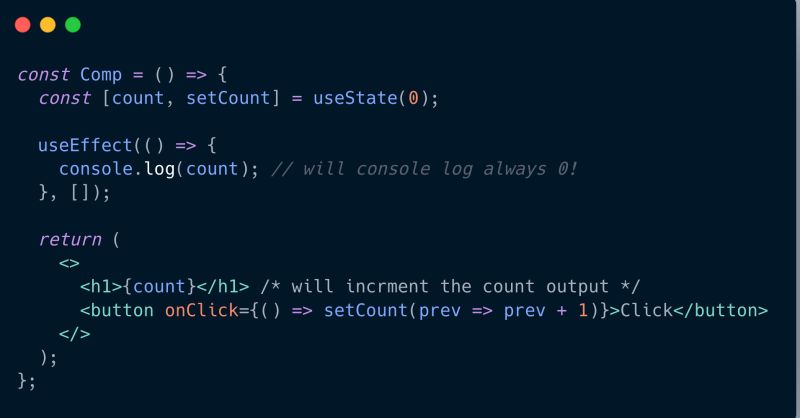 const Comp = () => {
  const [count, setCount] = useState(0);

  useEffect(() => {
    console.log(count); // will console log always 0!
  }, []);

  return (
    <>
      <h1>{count}</h1> /* will incrment the count output */
      <button onClick={() => setCount(prev => prev + 1)}>Click</button>
    </>
  );
};